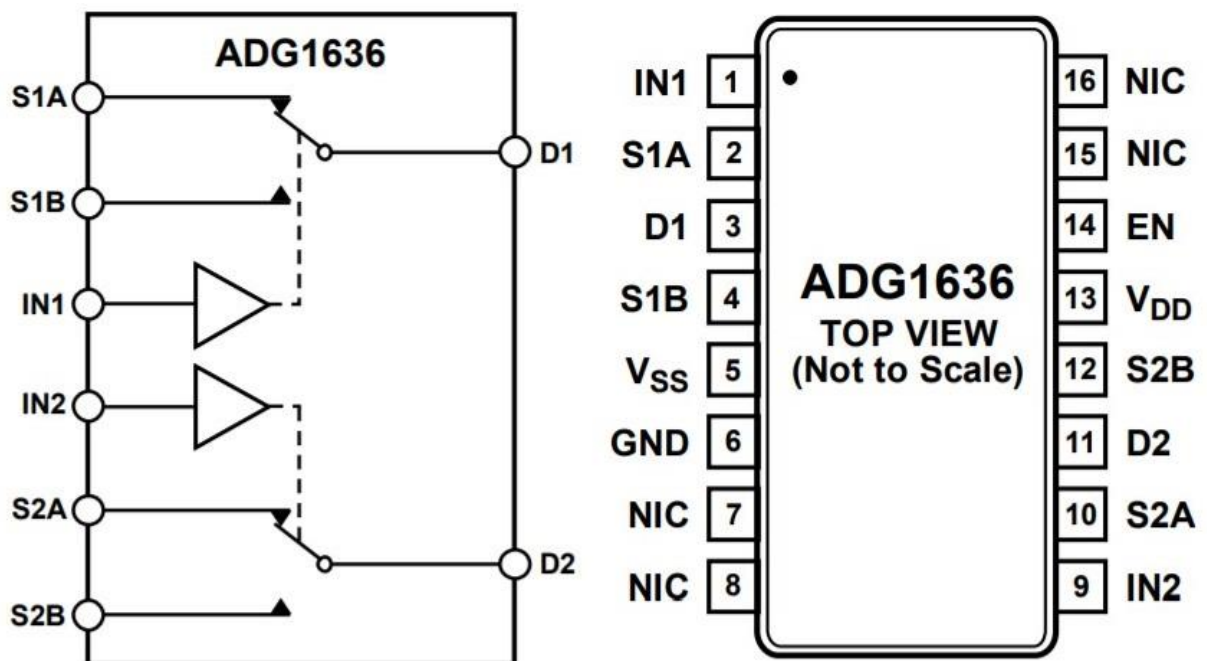 ADG1636
S1A
D1
S1B
IN1
IN2
S2A
D2
S2B
IN1 1
S1A 2
D1 3
S1B 4
VSS 5
GND 6
NIC 7
NIC 8
ADG1636
TOP VIEW
(Not to Scale)
16 NIC
15 NIC
14 EN
13 VDD
12 S2B
11 D2
10 S2A
9 IN2